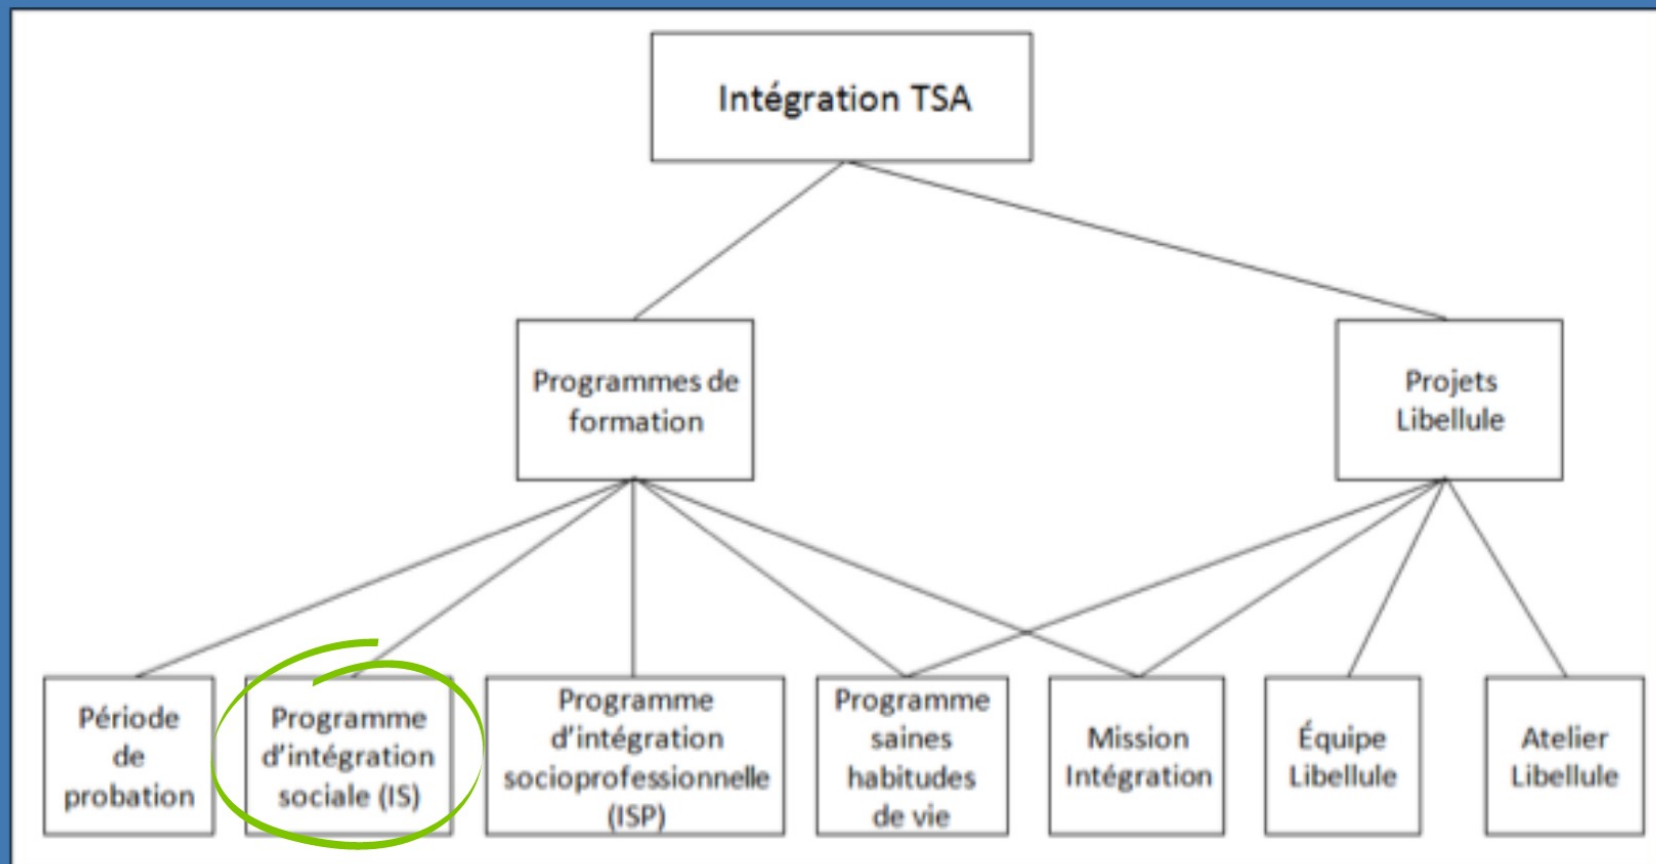 Intégration TSA
Programmes de
formation
Projets
Libellule
Période
de
probation
Programme
d'intégration
sociale (IS)
Programme
d'intégration
socioprofessionnelle
(ISP)
Programme
saines
habitudes
de vie
Mission
Intégration
Équipe
Libellule
Atelier
Libellule